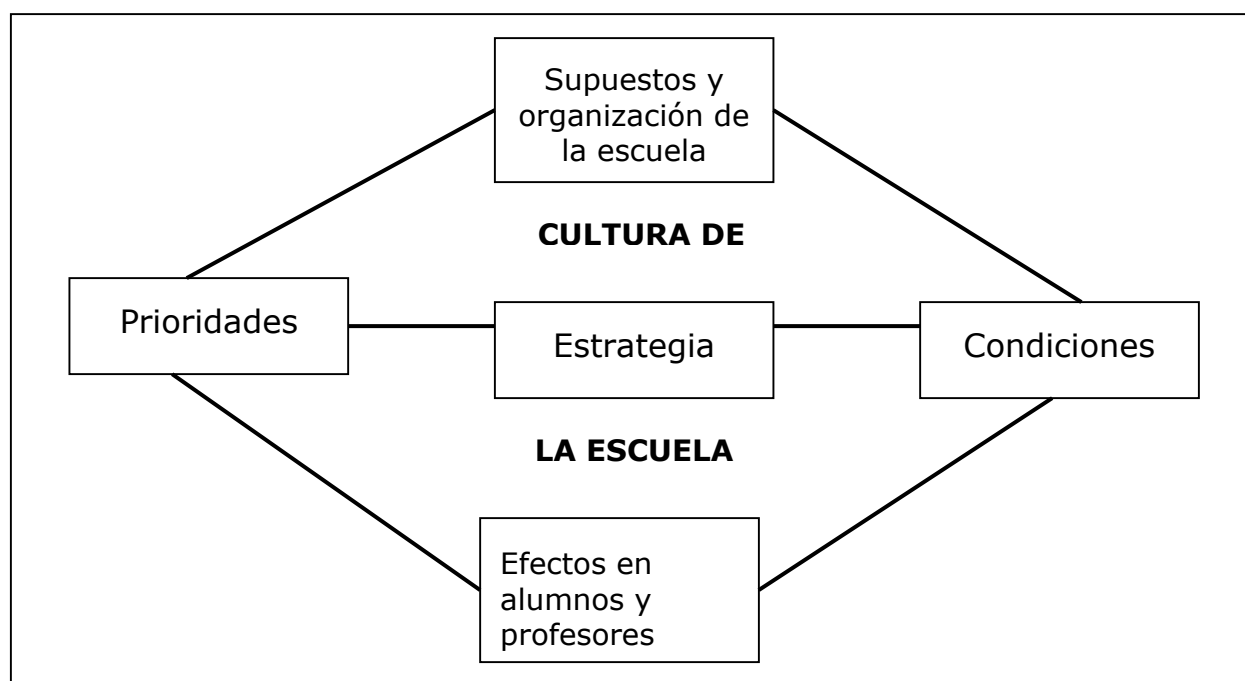 Supuestos y
organización de
la escuela
CULTURA DE
Prioridades
Estrategia
Condiciones
LA ESCUELA
Efectos en
alumnos y
profesores